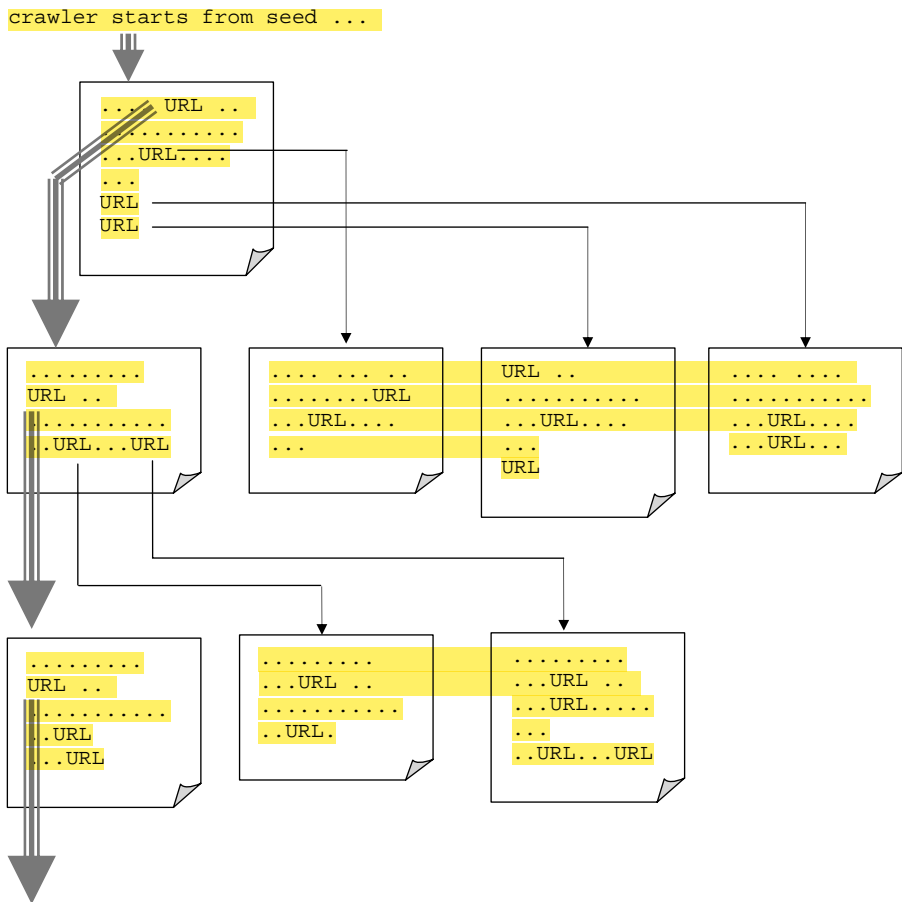 crawler starts from seed ...
.... URL ..
...........
...URL....
...
URL
URL
.........
URL ..
...........
..URL...URL
.... ... ..
........URL
...URL....
...
URL ..
...........
...URL....
...
URL
.... ....
...........
...URL....
...URL...
.........
URL ..
...........
..URL
...URL
.........
...URL ..
...........
..URL.
.........
...URL ..
...URL.....
...
..URL...URL